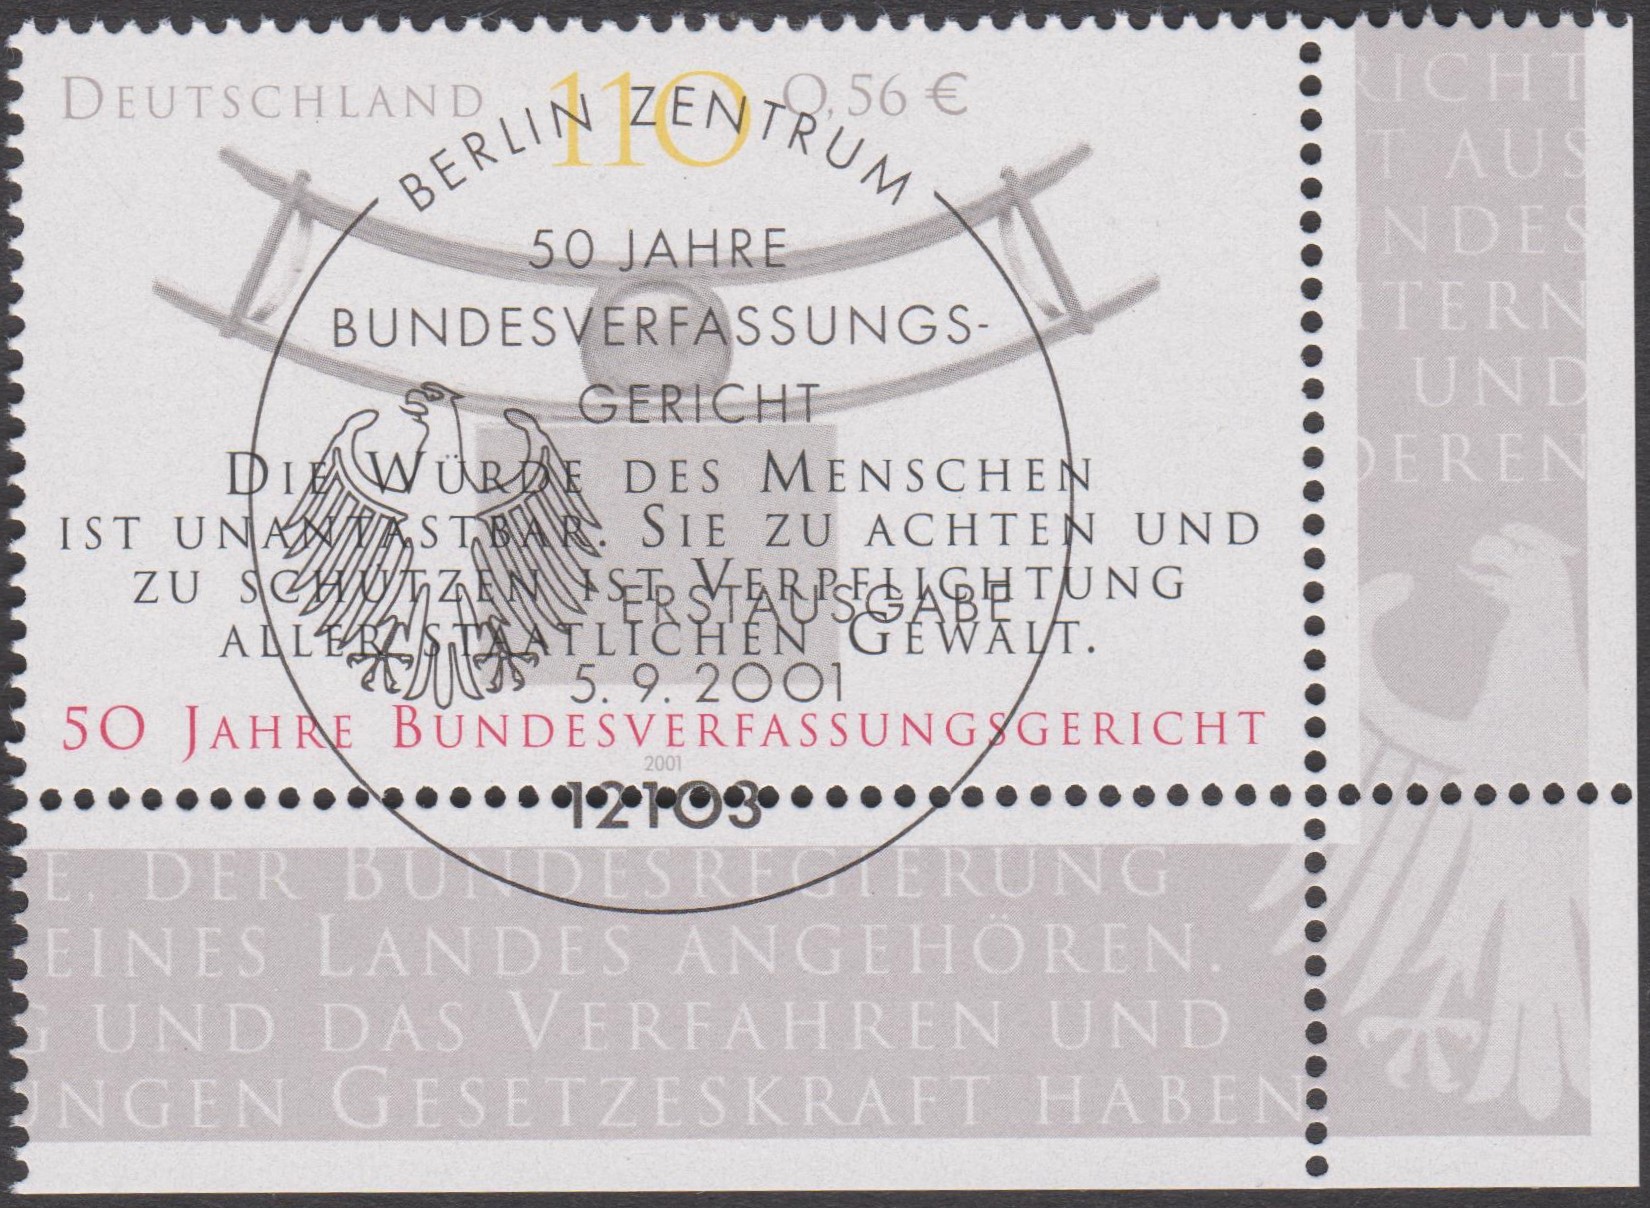 DEUTSCHLAND 110 0,56 €
BERLIN ZENTRUM
50 JAHRE
BUNDESVERFASSUNGS-
GERICHT
DIE WÜRDE DES MENSCHEN
IST UNANTASTBAR. SIE ZU ACHTEN UND
ZU SCHÜTZEN IST VERPFLICHTUNG
ERSTAUSGABE
ALLER STAATLICHEN GEWALT.
5.9.2001
50 JAHRE BUNDESVERFASSUNGSGERICHT
2001
12103
RICHT
T AUS
NDES
ITERN
UND
DEREN
E, DER BUNDESREGIERUNG
EINES LANDES ANGEHÖREN.
G UND DAS VERFAHREN UND
UNGEN GESETZESKRAFT HABEN